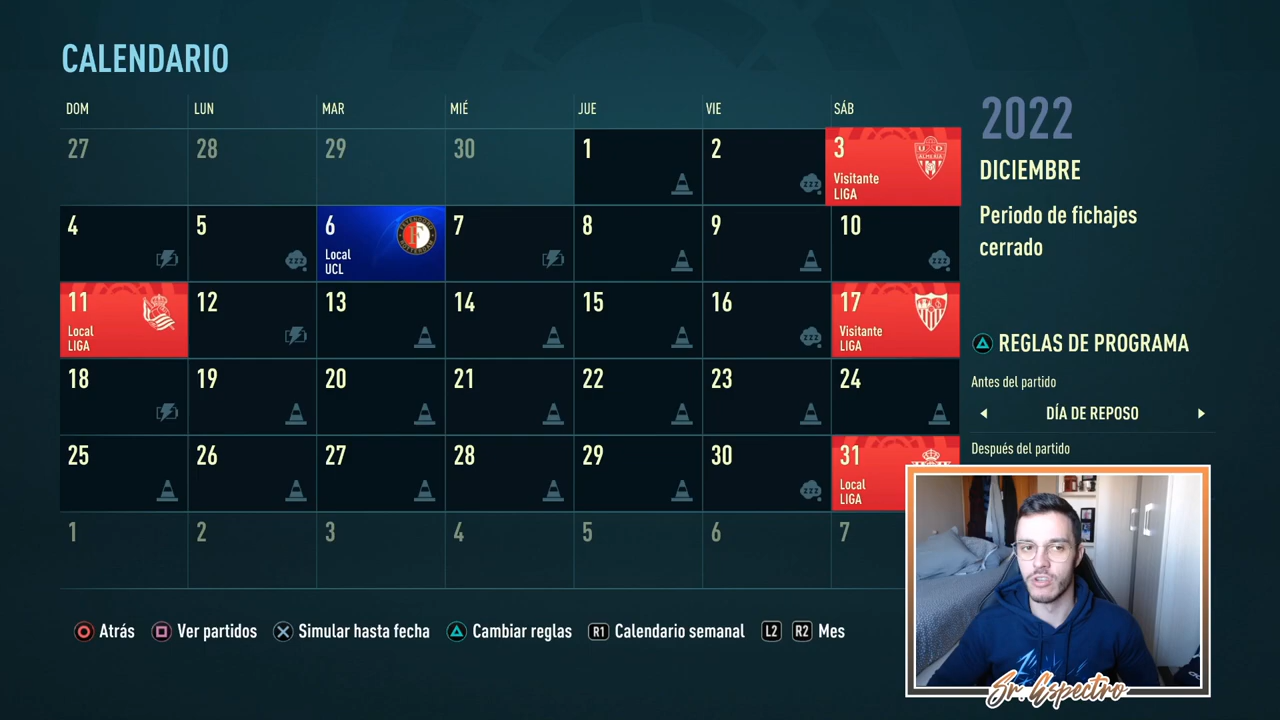 CALENDARIO
DOM LUN MAR MIÉ JUE VIE SÁB
27 28 29 30 1 2 3
Visitante
LIGA
4 5 6 7 8 9 10
Local
UCL
11 12 13 14 15 16 17
Local
LIGA
Visitante
LIGA
18 19 20 21 22 23 24
25 26 27 28 29 30 31
Local
LIGA
1 2 3 4 5 6 7
2022
DICIEMBRE
Periodo de fichajes
cerrado
REGLAS DE PROGRAMA
Antes del partido
DÍA DE REPOSO
Después del partido
Atrás Ver partidos Simular hasta fecha Cambiar reglas R1 Calendario semanal L2 R2 Mes
Sr. Espectro